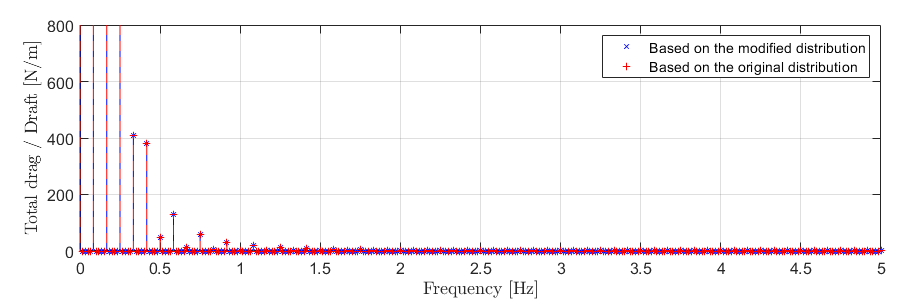 Total drag / Draft [N/m]
800
600
400
200
0
Based on the modified distribution
Based on the original distribution
0 0.5 1 1.5 2 2.5 3 3.5 4 4.5 5
Frequency [Hz]